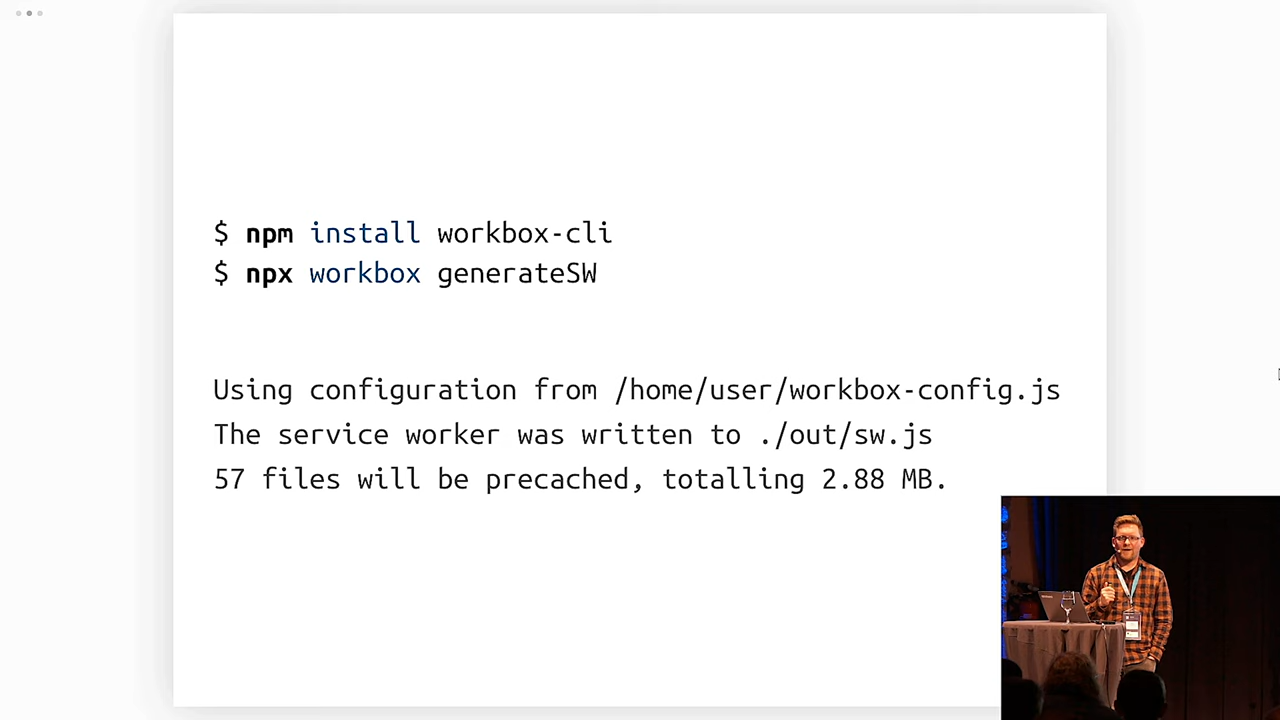 $ npm install workbox-cli
$ npx workbox generateSW
Using configuration from /home/user/workbox-config.js
The service worker was written to ./out/sw.js
57 files will be precached, totalling 2.88 MB.